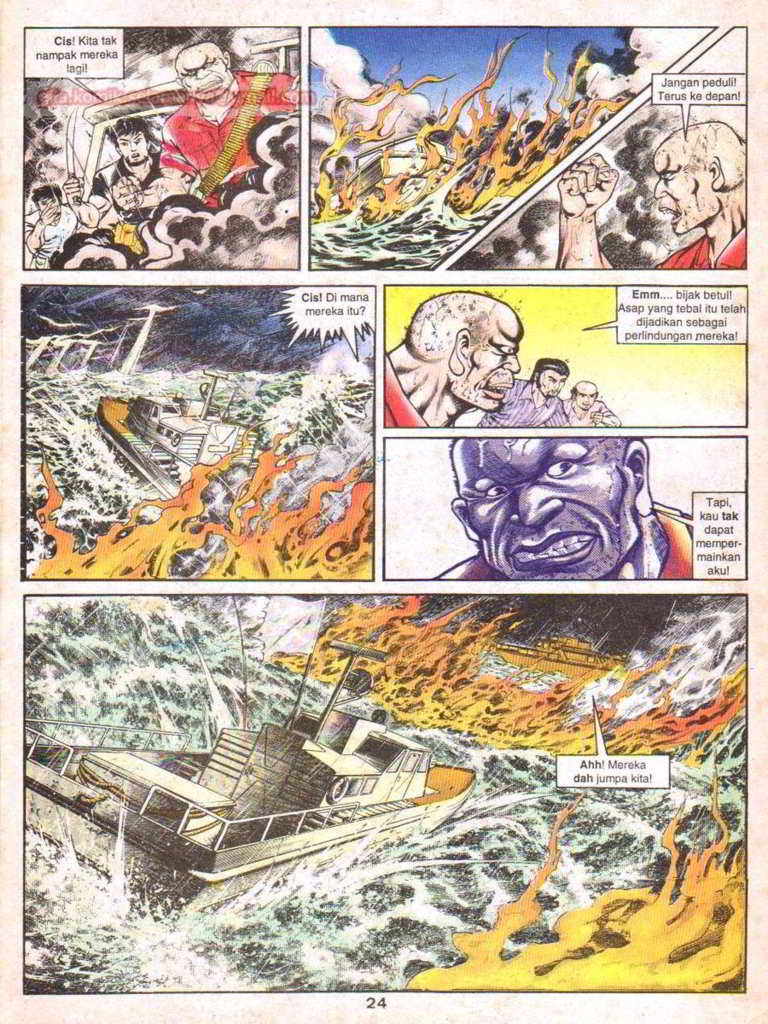 Cis! Kita tak
nampak mereka
lagi!
Jangan peduli!
Terus ke depan!
Cis! Di mana
mereka itu?
Emm.... bijak betul!
Asap yang tebal itu telah
dijadikan sebagai
perlindungan mereka!
Tapi,
kau tak
dapat
memper-
mainkan
aku!
Ahh! Mereka
dah jumpa kita!
24